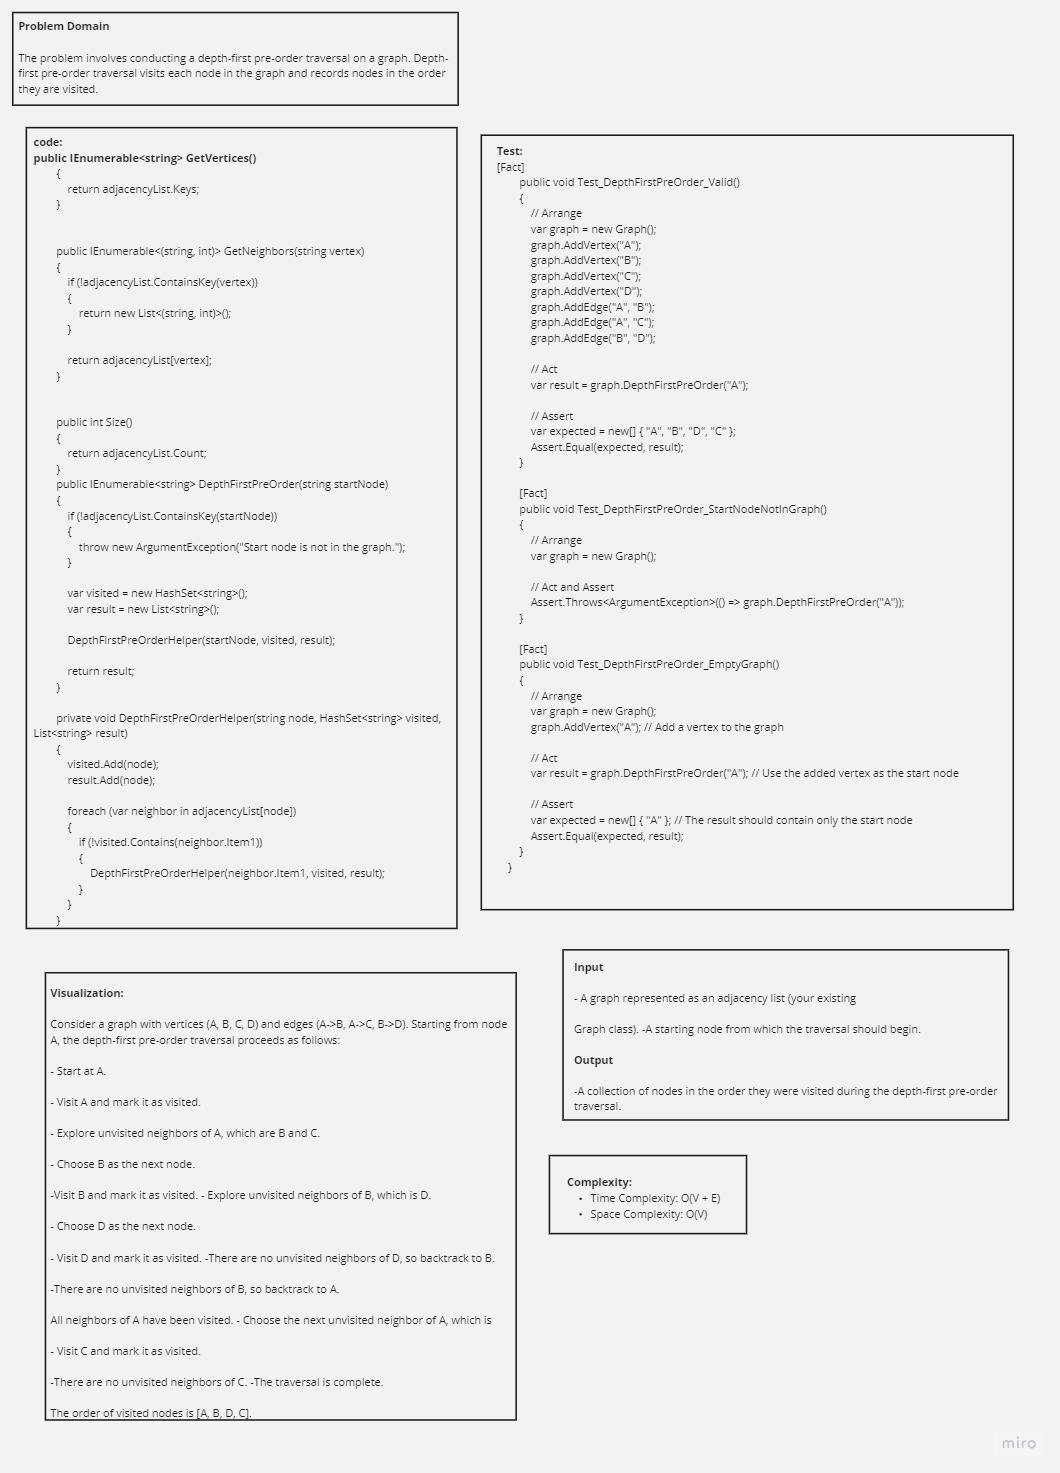 Problem Domain
The problem involves conducting a depth-first pre-order traversal on a graph. Depth-
first pre-order traversal visits each node in the graph and records nodes in the order
they are visited.
code:
public IEnumerable<string> GetVertices()
{
return adjacencyList.Keys;
}
public IEnumerable<(string, int)> GetNeighbors(string vertex)
{
if (!adjacencyList.ContainsKey(vertex))
{
return new List<(string, int)>();
}
return adjacencyList[vertex];
}
public int Size()
{
return adjacencyList.Count;
}
public IEnumerable<string> DepthFirstPreOrder(string startNode)
{
if (!adjacencyList.ContainsKey(startNode))
{
throw new ArgumentException("Start node is not in the graph.");
}
var visited = new HashSet<string>();
var result = new List<string>();
DepthFirstPreOrderHelper(startNode, visited, result);
return result;
}
private void DepthFirstPreOrderHelper(string node, HashSet<string> visited,
List<string> result)
{
visited.Add(node);
result.Add(node);
foreach (var neighbor in adjacencyList[node])
{
if (!visited.Contains(neighbor.Item1))
{
DepthFirstPreOrderHelper(neighbor.Item1, visited, result);
}
}
}
Test:
[Fact]
public void Test_DepthFirstPreOrder_Valid()
{
// Arrange
var graph = new Graph();
graph.AddVertex("A");
graph.AddVertex("B");
graph.AddVertex("C");
graph.AddVertex("D");
graph.AddEdge("A", "B");
graph.AddEdge("A", "C");
graph.AddEdge("B", "D");
// Act
var result = graph.DepthFirstPreOrder("A");
// Assert
var expected = new[] { "A", "B", "D", "C" };
Assert.Equal(expected, result);
}
[Fact]
public void Test_DepthFirstPreOrder_StartNodeNotInGraph()
{
// Arrange
var graph = new Graph();
// Act and Assert
Assert.Throws<ArgumentException>(() => graph.DepthFirstPreOrder("A"));
}
[Fact]
public void Test_DepthFirstPreOrder_EmptyGraph()
{
// Arrange
var graph = new Graph();
graph.AddVertex("A"); // Add a vertex to the graph
// Act
var result = graph.DepthFirstPreOrder("A"); // Use the added vertex as the start node
// Assert
var expected = new[] { "A" }; // The result should contain only the start node
Assert.Equal(expected, result);
}
}
Visualization:
Consider a graph with vertices (A, B, C, D) and edges (A->B, A->C, B->D). Starting from node
A, the depth-first pre-order traversal proceeds as follows:
- Start at A.
- Visit A and mark it as visited.
- Explore unvisited neighbors of A, which are B and C.
- Choose B as the next node.
-Visit B and mark it as visited. - Explore unvisited neighbors of B, which is D.
- Choose D as the next node.
- Visit D and mark it as visited. -There are no unvisited neighbors of D, so backtrack to B.
-There are no unvisited neighbors of B, so backtrack to A.
All neighbors of A have been visited. - Choose the next unvisited neighbor of A, which is
- Visit C and mark it as visited.
-There are no unvisited neighbors of C. -The traversal is complete.
The order of visited nodes is [A, B, D, C].
Input
- A graph represented as an adjacency list (your existing
Graph class). -A starting node from which the traversal should begin.
Output
-A collection of nodes in the order they were visited during the depth-first pre-order
traversal.
Complexity:
• Time Complexity: O(V + E)
• Space Complexity: O(V)
miro